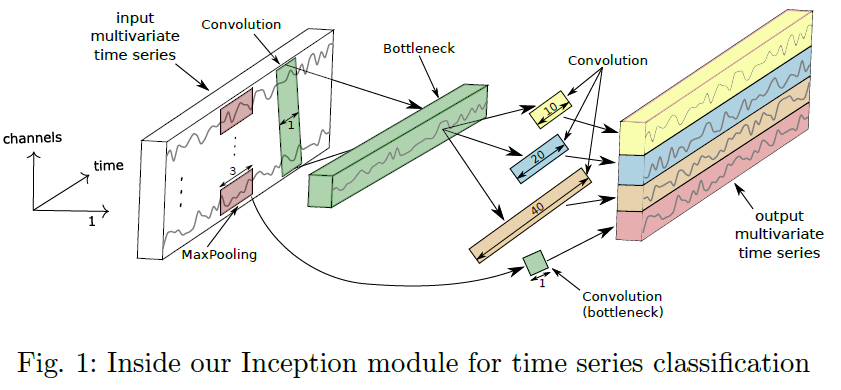 input
multivariate
time series
Convolution
Bottleneck
Convolution
channels
time
1
1
3
MaxPooling
10
20
40
1
Convolution
(bottleneck)
output
multivariate
time series
Fig. 1: Inside our Inception module for time series classification